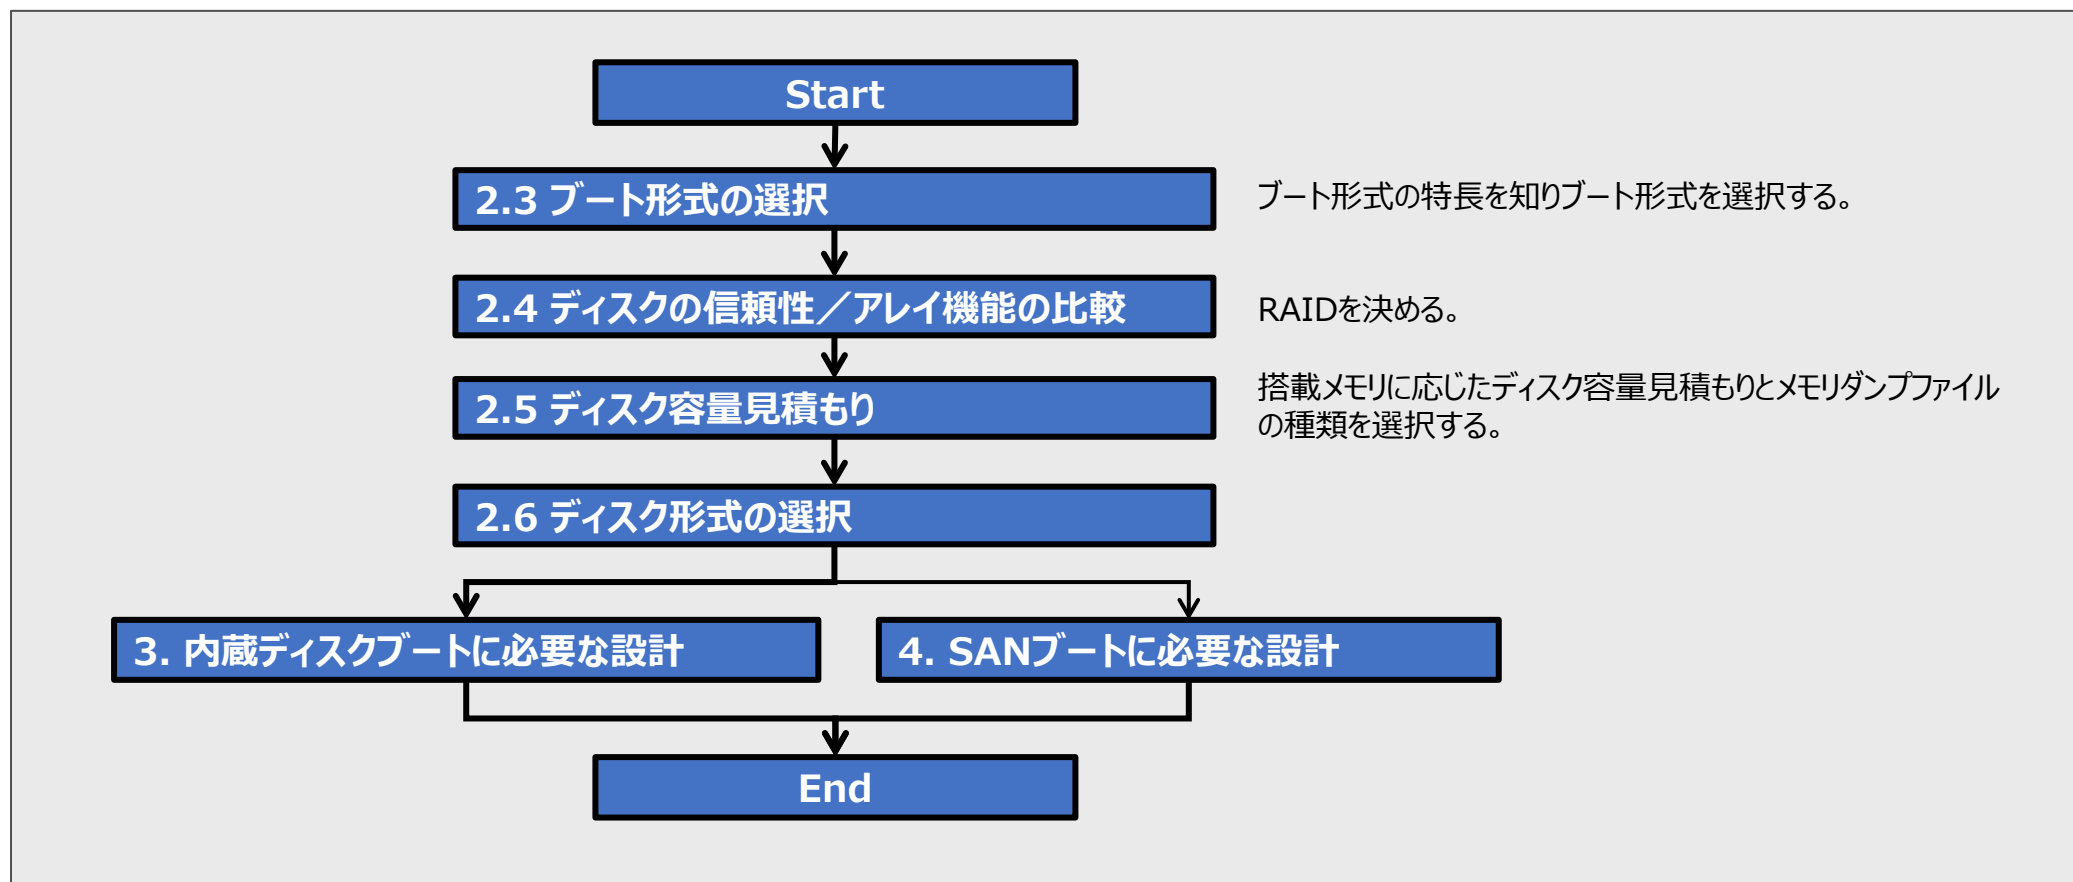 Start
2.3 ブート形式の選択
ブート形式の特長を知りブート形式を選択する。
2.4 ディスクの信頼性／アレイ機能の比較
RAIDを決める。
2.5 ディスク容量見積もり
搭載メモリに応じたディスク容量見積もりとメモリダンプファイル
の種類を選択する。
2.6 ディスク形式の選択
3. 内蔵ディスクブートに必要な設計
4. SANブートに必要な設計
End